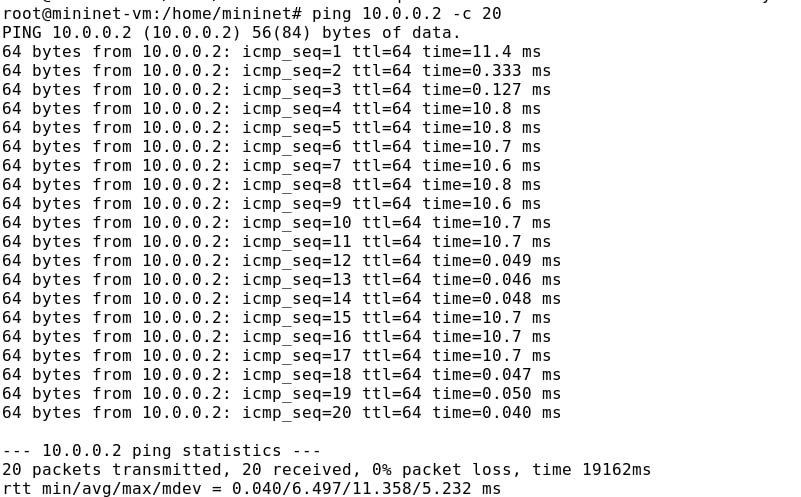 root@mininet-vm:/home/mininet# ping 10.0.0.2 -c 20
PING 10.0.0.2 (10.0.0.2) 56(84) bytes of data.
64 bytes from 10.0.0.2: icmp_seq=1 ttl=64 time=11.4 ms
64 bytes from 10.0.0.2: icmp_seq=2 ttl=64 time=0.333 ms
64 bytes from 10.0.0.2: icmp_seq=3 ttl=64 time=0.127 ms
64 bytes from 10.0.0.2: icmp_seq=4 ttl=64 time=10.8 ms
64 bytes from 10.0.0.2: icmp_seq=5 ttl=64 time=10.8 ms
64 bytes from 10.0.0.2: icmp_seq=6 ttl=64 time=10.7 ms
64 bytes from 10.0.0.2: icmp_seq=7 ttl=64 time=10.6 ms
64 bytes from 10.0.0.2: icmp_seq=8 ttl=64 time=10.8 ms
64 bytes from 10.0.0.2: icmp_seq=9 ttl=64 time=10.6 ms
64 bytes from 10.0.0.2: icmp_seq=10 ttl=64 time=10.7 ms
64 bytes from 10.0.0.2: icmp_seq=11 ttl=64 time=10.7 ms
64 bytes from 10.0.0.2: icmp_seq=12 ttl=64 time=0.049 ms
64 bytes from 10.0.0.2: icmp_seq=13 ttl=64 time=0.046 ms
64 bytes from 10.0.0.2: icmp_seq=14 ttl=64 time=0.048 ms
64 bytes from 10.0.0.2: icmp_seq=15 ttl=64 time=10.7 ms
64 bytes from 10.0.0.2: icmp_seq=16 ttl=64 time=10.7 ms
64 bytes from 10.0.0.2: icmp_seq=17 ttl=64 time=10.7 ms
64 bytes from 10.0.0.2: icmp_seq=18 ttl=64 time=0.047 ms
64 bytes from 10.0.0.2: icmp_seq=19 ttl=64 time=0.050 ms
64 bytes from 10.0.0.2: icmp_seq=20 ttl=64 time=0.040 ms
--- 10.0.0.2 ping statistics ---
20 packets transmitted, 20 received, 0% packet loss, time 19162ms
rtt min/avg/max/mdev = 0.040/6.497/11.358/5.232 ms